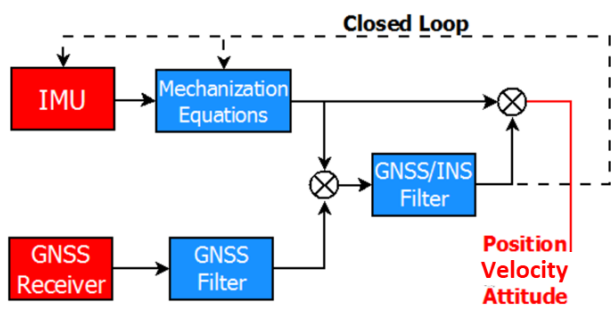 Closed Loop
IMU
Mechanization
Equations
GNSS/INS
Filter
GNSS
Receiver
GNSS
Filter
Position
Velocity
Attitude